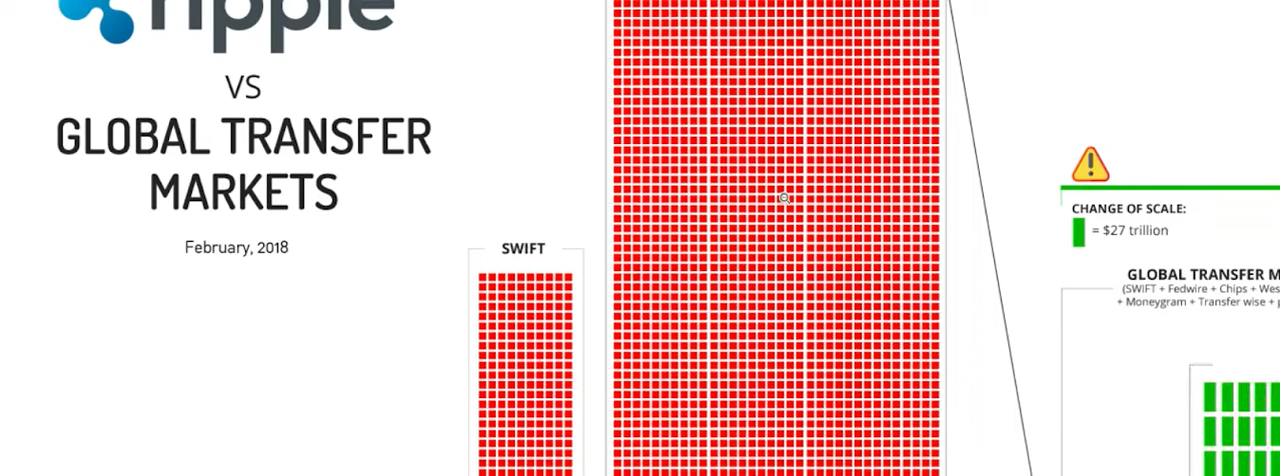 ripple
VS
GLOBAL TRANSFER
MARKETS
February, 2018
SWIFT
CHANGE OF SCALE:
= $27 trillion
GLOBAL TRANSFER M
(SWIFT + Fedwire + Chips + Wes
+ Moneygram + Transfer wise + p